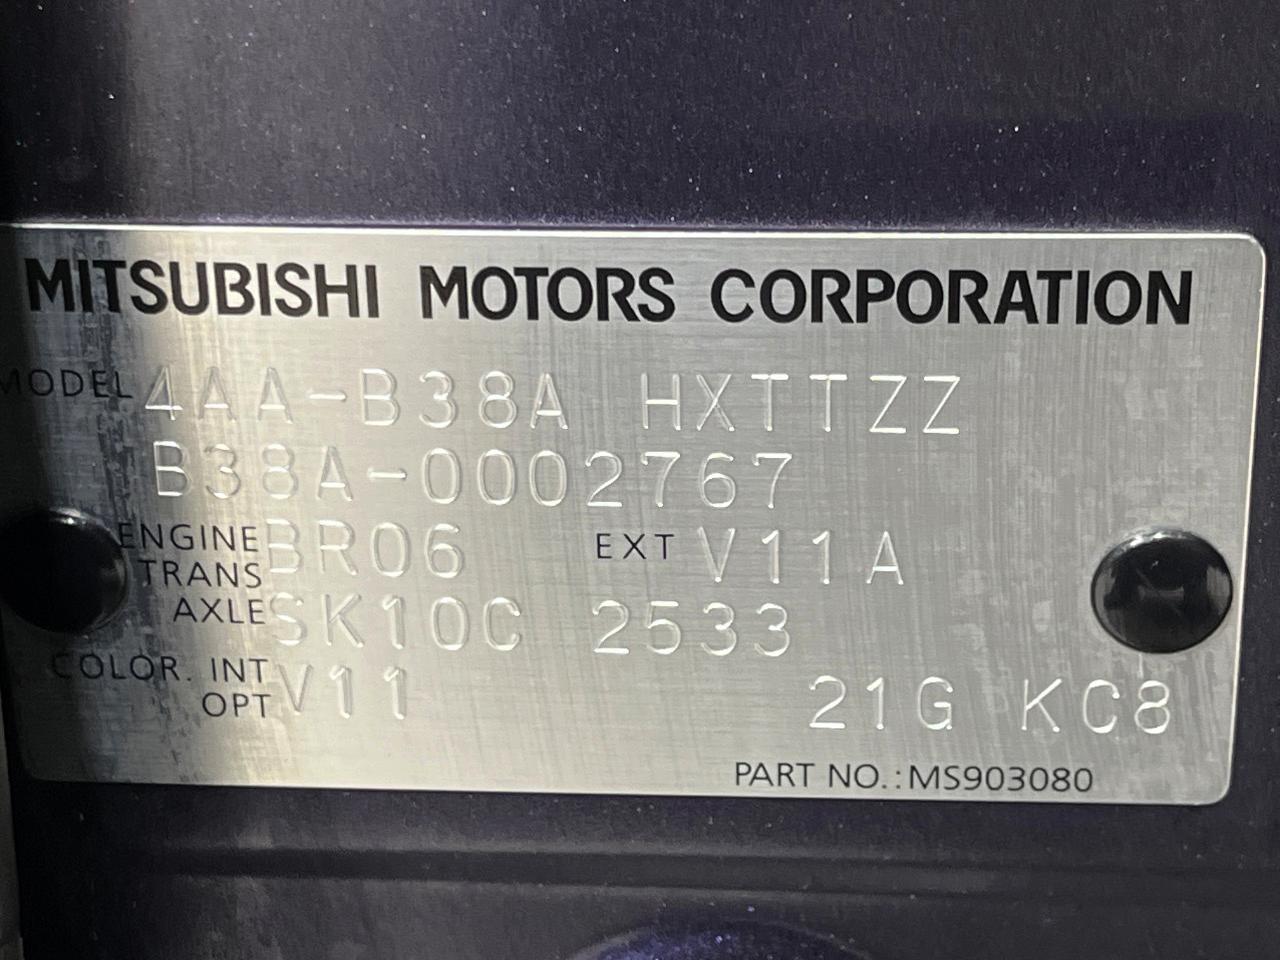 MITSUBISHI MOTORS CORPORATION
MODEL 4AA-B38A HXTTZZ
B38A-0002767
ENGINE BR06 EXT V11A
TRANS
AXLE SK10C 2533
COLOR. INT V11
OPT 21G KC8
PART NO.:MS903080